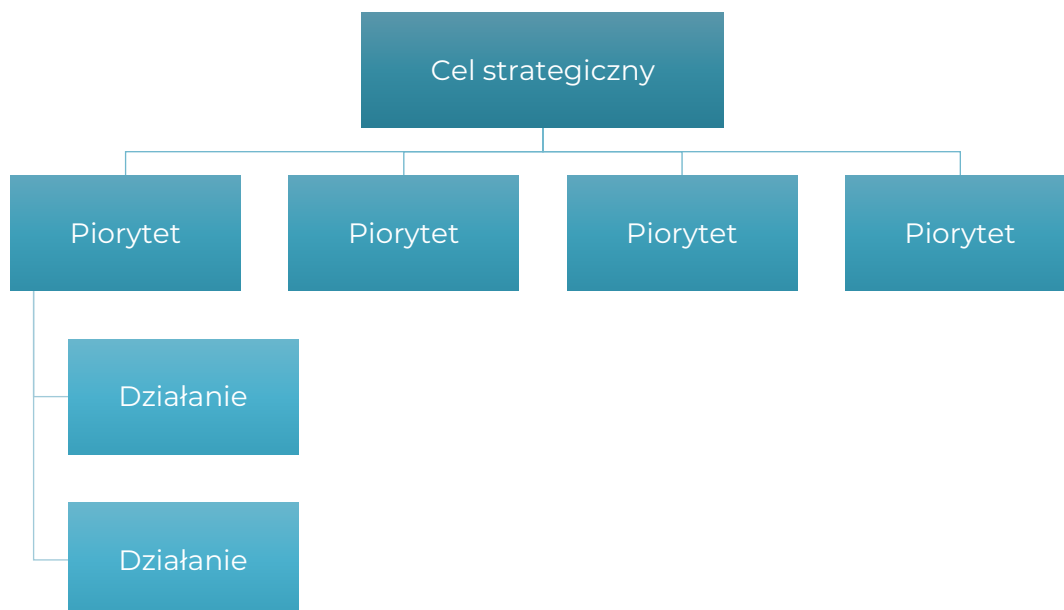 Cel strategiczny
Piorytet
Piorytet
Piorytet
Piorytet
Działanie
Działanie